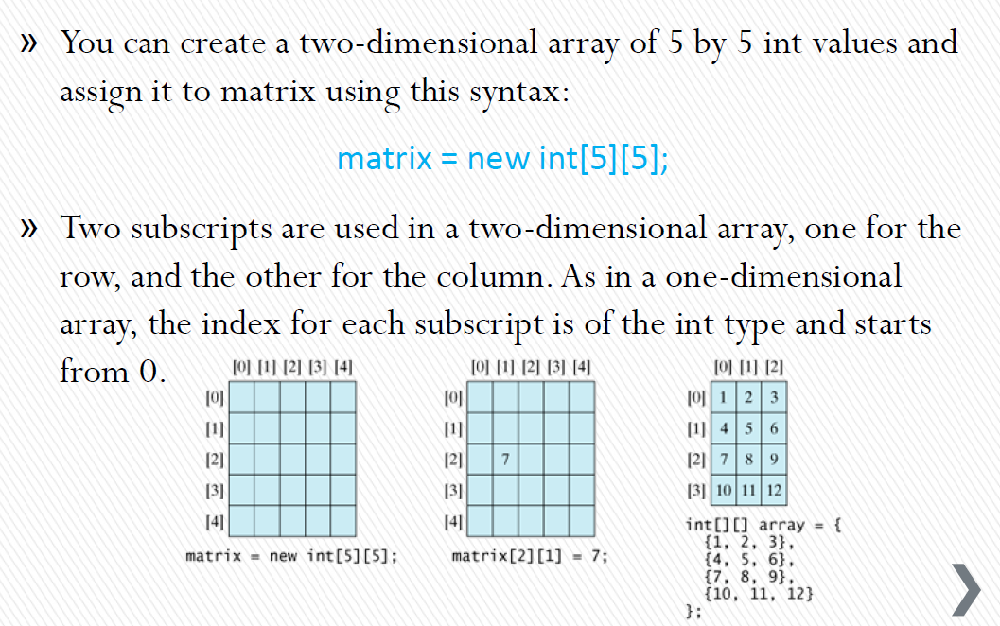 » You can create a two-dimensional array of 5 by 5 int values and
assign it to matrix using this syntax:
matrix = new int[5][5];
» Two subscripts are used in a two-dimensional array, one for the
row, and the other for the column. As in a one-dimensional
array, the index for each subscript is of the int type and starts
from 0.
[0] [1] [2] [3] [4]
[0]
[1]
[2]
[3]
[4]
matrix = new int[5][5];
[0] [1] [2] [3] [4]
[0]
[1]
[2] 7
[3]
[4]
matrix[2][1] = 7;
[0] [1] [2]
[0] 1 2 3
[1] 4 5 6
[2] 7 8 9
[3] 10 11 12
int[][] array = {
{1, 2, 3},
{4, 5, 6},
{7, 8, 9},
{10, 11, 12}
};